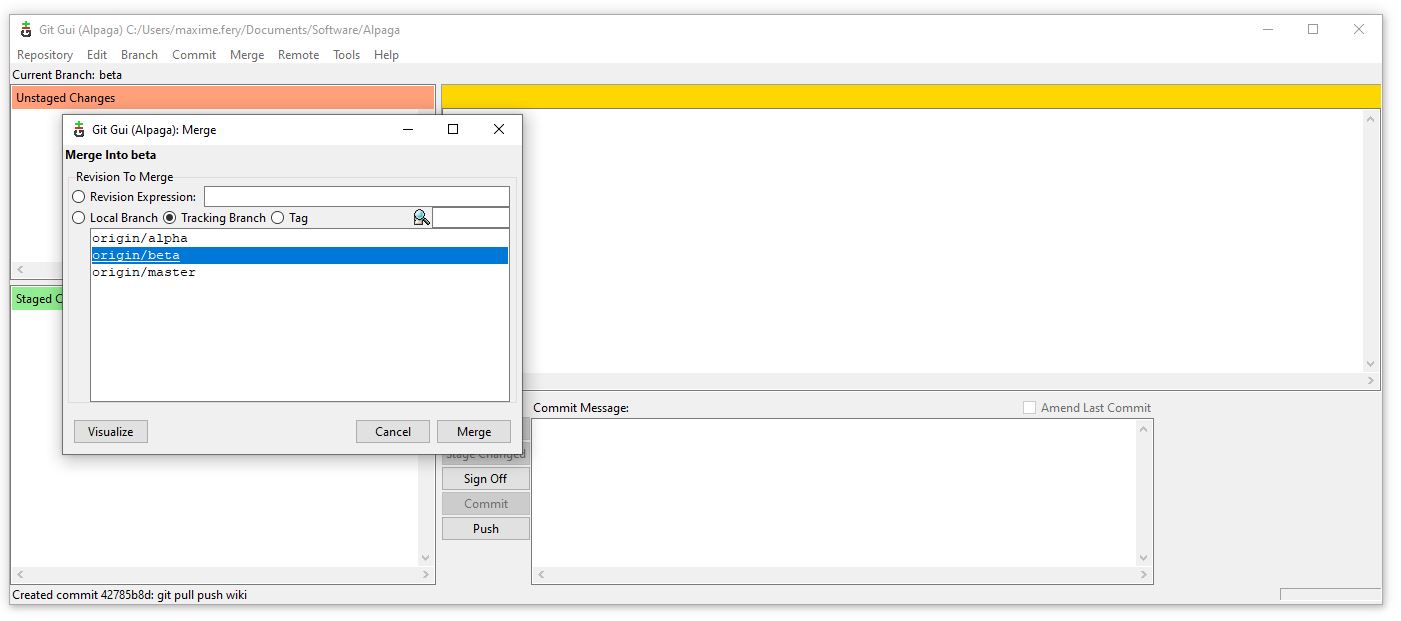 Git Gui (Alpaga) C:/Users/maxime.fery/Documents/Software/Alpaga
Repository Edit Branch Commit Merge Remote Tools Help
Current Branch: beta
Unstaged Changes
Git Gui (Alpaga): Merge
Merge Into beta
Revision To Merge
Revision Expression:
Local Branch Tracking Branch Tag
origin/alpha
origin/beta
origin/master
Visualize Cancel Merge
Staged C
Commit Message: Amend Last Commit
Stage Changed
Sign Off
Commit
Push
Created commit 42785b8d: git pull push wiki